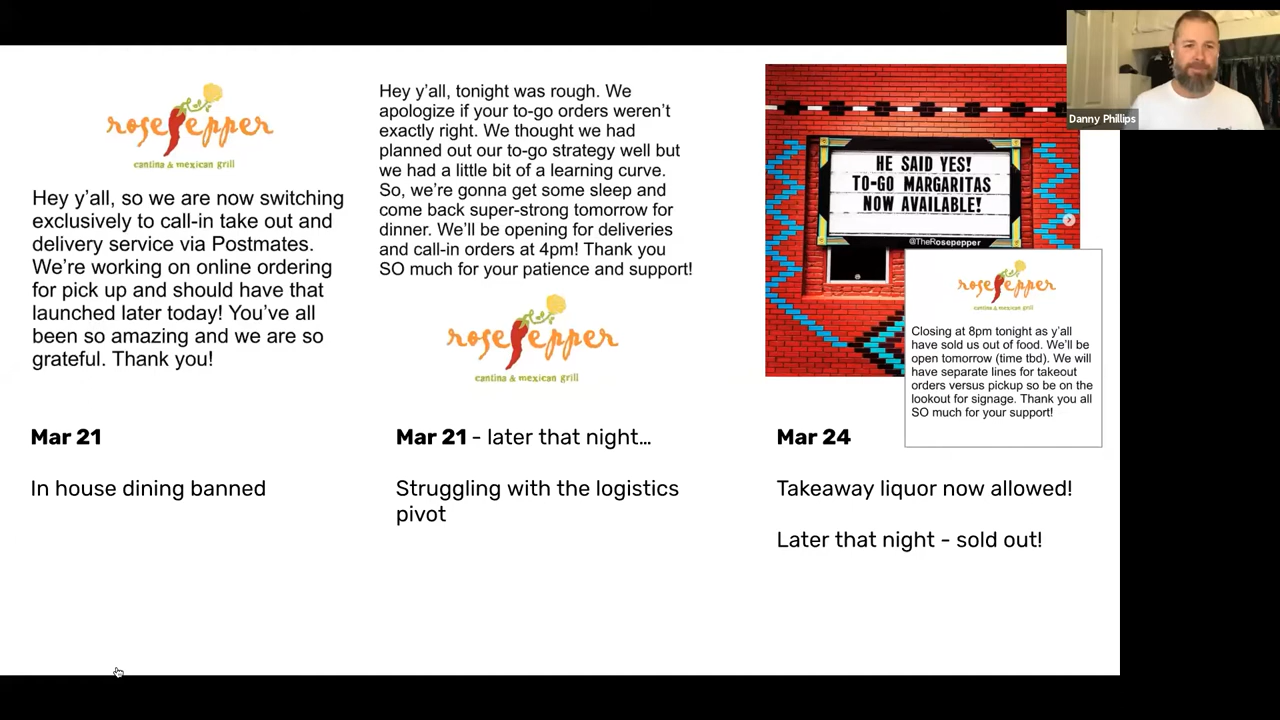 Danny Phillips
rosepepper
cantina & mexican grill
Hey y'all, so we are now switching
exclusively to call-in take out and
delivery service via Postmates.
We're working on online ordering
for pick up and should have that
launched later today! You've all
been so amazing and we are so
grateful. Thank you!
Mar 21
In house dining banned
Hey y'all, tonight was rough. We
apologize if your to-go orders weren't
exactly right. We thought we had
planned out our to-go strategy well but
we had a little bit of a learning curve.
So, we're gonna get some sleep and
come back super-strong tomorrow for
dinner. We'll be opening for deliveries
and call-in orders at 4pm! Thank you
SO much for your patience and support!
rosepepper
cantina & mexican grill
Mar 21 - later that night…
Struggling with the logistics
pivot
HE SAID YES!
TO-GO MARGARITAS
NOW AVAILABLE!
@TheRosepepper
rosepepper
cantina & mexican grill
Closing at 8pm tonight as y'all
have sold us out of food. We'll be
open tomorrow (time tbd). We will
have separate lines for takeout
orders versus pickup so be on the
lookout for signage. Thank you all
SO much for your support!
Mar 24
Takeaway liquor now allowed!
Later that night - sold out!